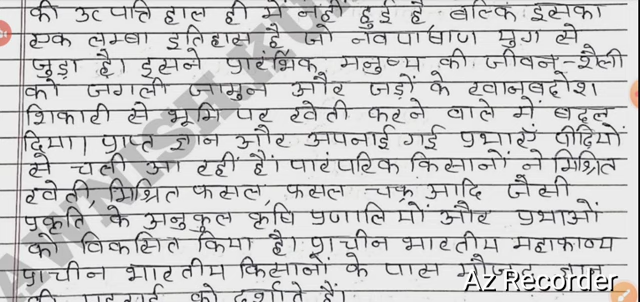 की उत्पत्ति हाल ही में नहीं हुई है बल्कि इसका
एक लम्बा इतिहास है जो नवपाषाण युग से
जुड़ा है। इसने प्रारंभिक मनुष्य की जीवन-शैली
को जंगली जामुन और जड़ों के खानबदोश
शिकारी से भूमि पर खेती करने वाले में बदल
दिया। प्राप्त ज्ञान और अपनाई गई प्रथाएं पीढ़ियों
से चली आ रही हैं। पारंपरिक किसानों ने मिश्रित
खेती, मिश्रित फसल, फसल चक्र आदि जैसी
प्रकृति के अनुकूल कृषि प्रणालियों और प्रथाओं
को विकसित किया है। प्राचीन भारतीय महाकाव्य
प्राचीन भारतीय किसानों के पास मौजूद ज्ञान
की गहराई को दर्शाते हैं।
Az Recorder